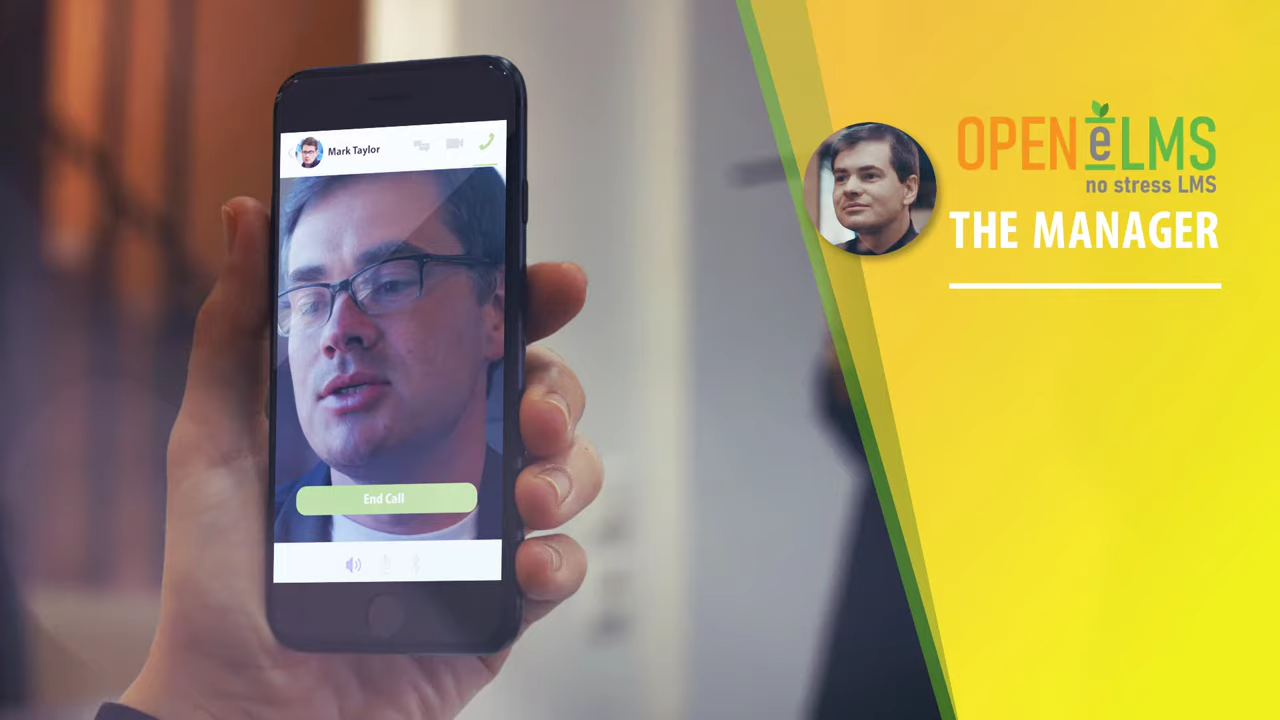 Mark Taylor
End Call
OPEN eLMS
no stress LMS
THE MANAGER